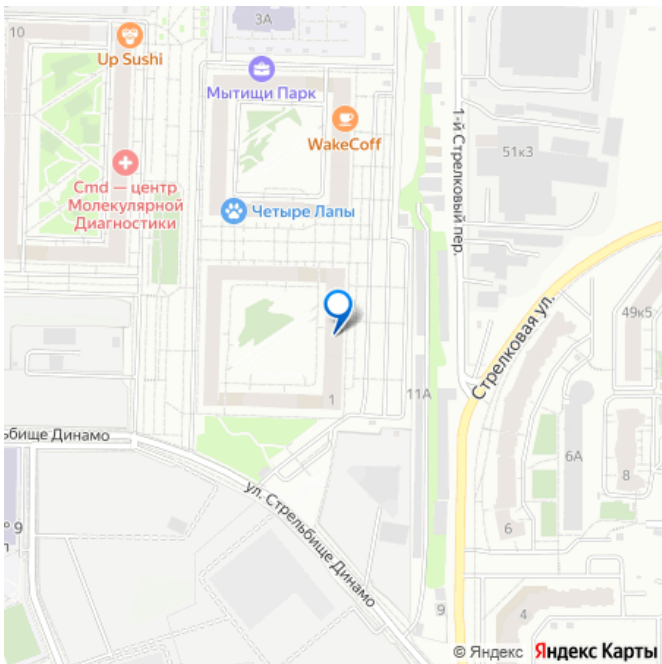 10
3А
Up Sushi
Мытищи Парк
WakeCoff
1-й Стрелковый пер.
51к3
Cmd — центр
Молекулярной
Диагностики
Четыре Лапы
Стрелковая ул.
49к5
11А
1
ьбище Динамо
6А
8
ул. Стрельбище Динамо
№ 9
6
9
4
© Яндекс
Яндекс Карты